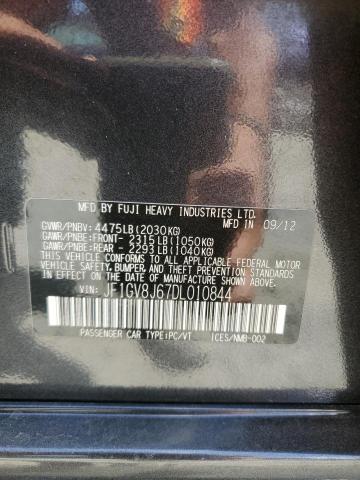 MFD BY FUJI HEAVY INDUSTRIES LTD. MADE IN 09/12
GVWR/PNBV: 4475LB(2030KG)
GAWR/PNBE:FRONT- 2315LB(1050KG)
GAWR/PNBE:REAR - 2293LB(1040KG)
THIS VEHICLE CONFORMS TO ALL APPLICABLE FEDERAL MOTOR
VEHICLE SAFETY, BUMPER, AND THEFT PREVENTION STANDARDS
IN EFFECT ON THE DATE OF MANUFACTURE SHOWN ABOVE.
VIN: JF1GV8J67DL010844
PASSENGER CAR TYPE:PC/VT ICES/NMB-002